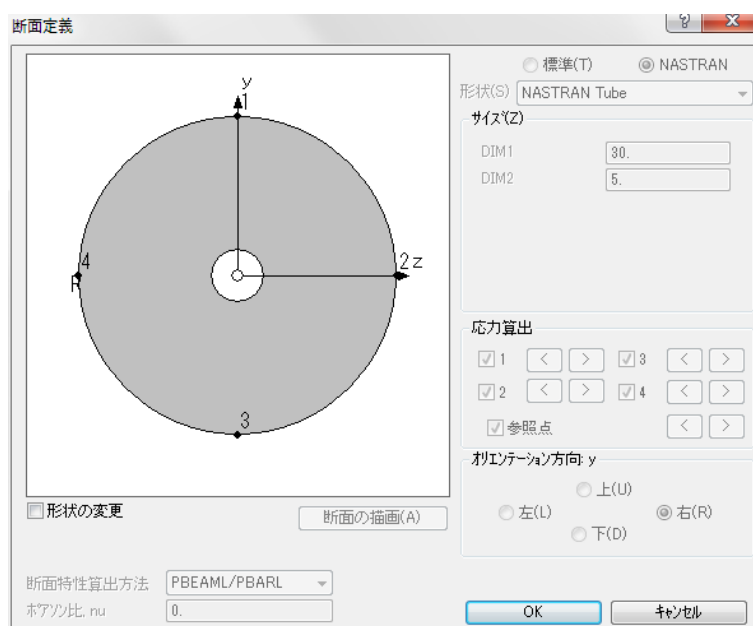 断面定義
標準(T) NASTRAN
形状(S) NASTRAN Tube
サイズ(Z)
DIM1 30.
DIM2 5.
y
1
4
2 z
R
3
応力算出
1 < > 3 < >
2 < > 4 < >
参照点 < >
オリエンテーション方向: y
上(U)
左(L) 右(R)
下(D)
形状の変更 断面の描画(A)
断面特性算出方法 PBEAML/PBARL
ポアソン比, nu 0.
OK キャンセル